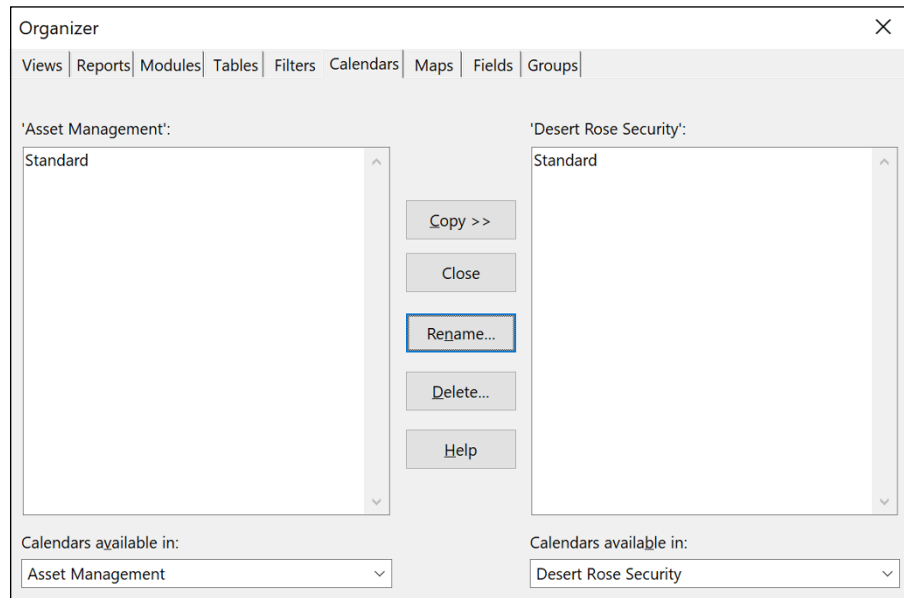 Organizer
Views Reports Modules Tables Filters Calendars Maps Fields Groups
'Asset Management': 'Desert Rose Security':
Standard Standard
Copy >>
Close
Rename...
Delete...
Help
Calendars available in: Calendars available in:
Asset Management Desert Rose Security